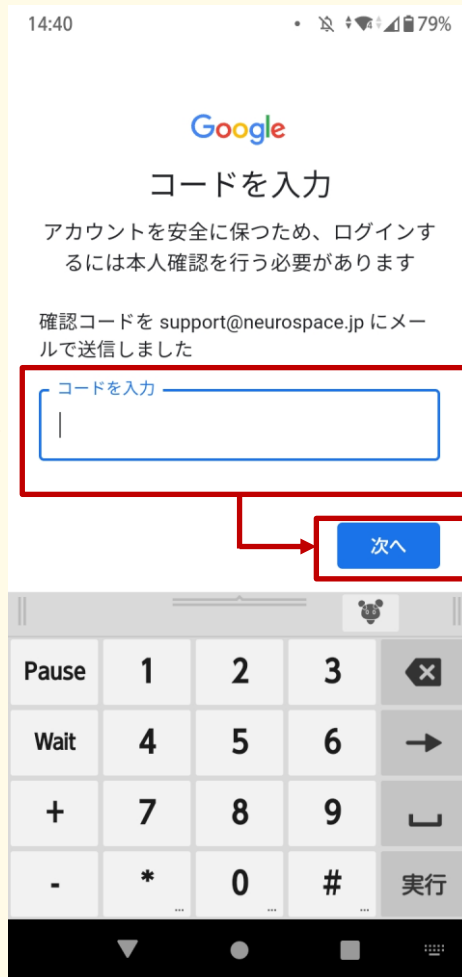 14:40 79%
Google
コードを入力
アカウントを安全に保つため、ログインす
るには本人確認を行う必要があります
確認コードを support@neurospace.jp にメー
ルで送信しました
コードを入力
次へ
Pause 1 2 3
Wait 4 5 6
+ 7 8 9
- * 0 # 実行